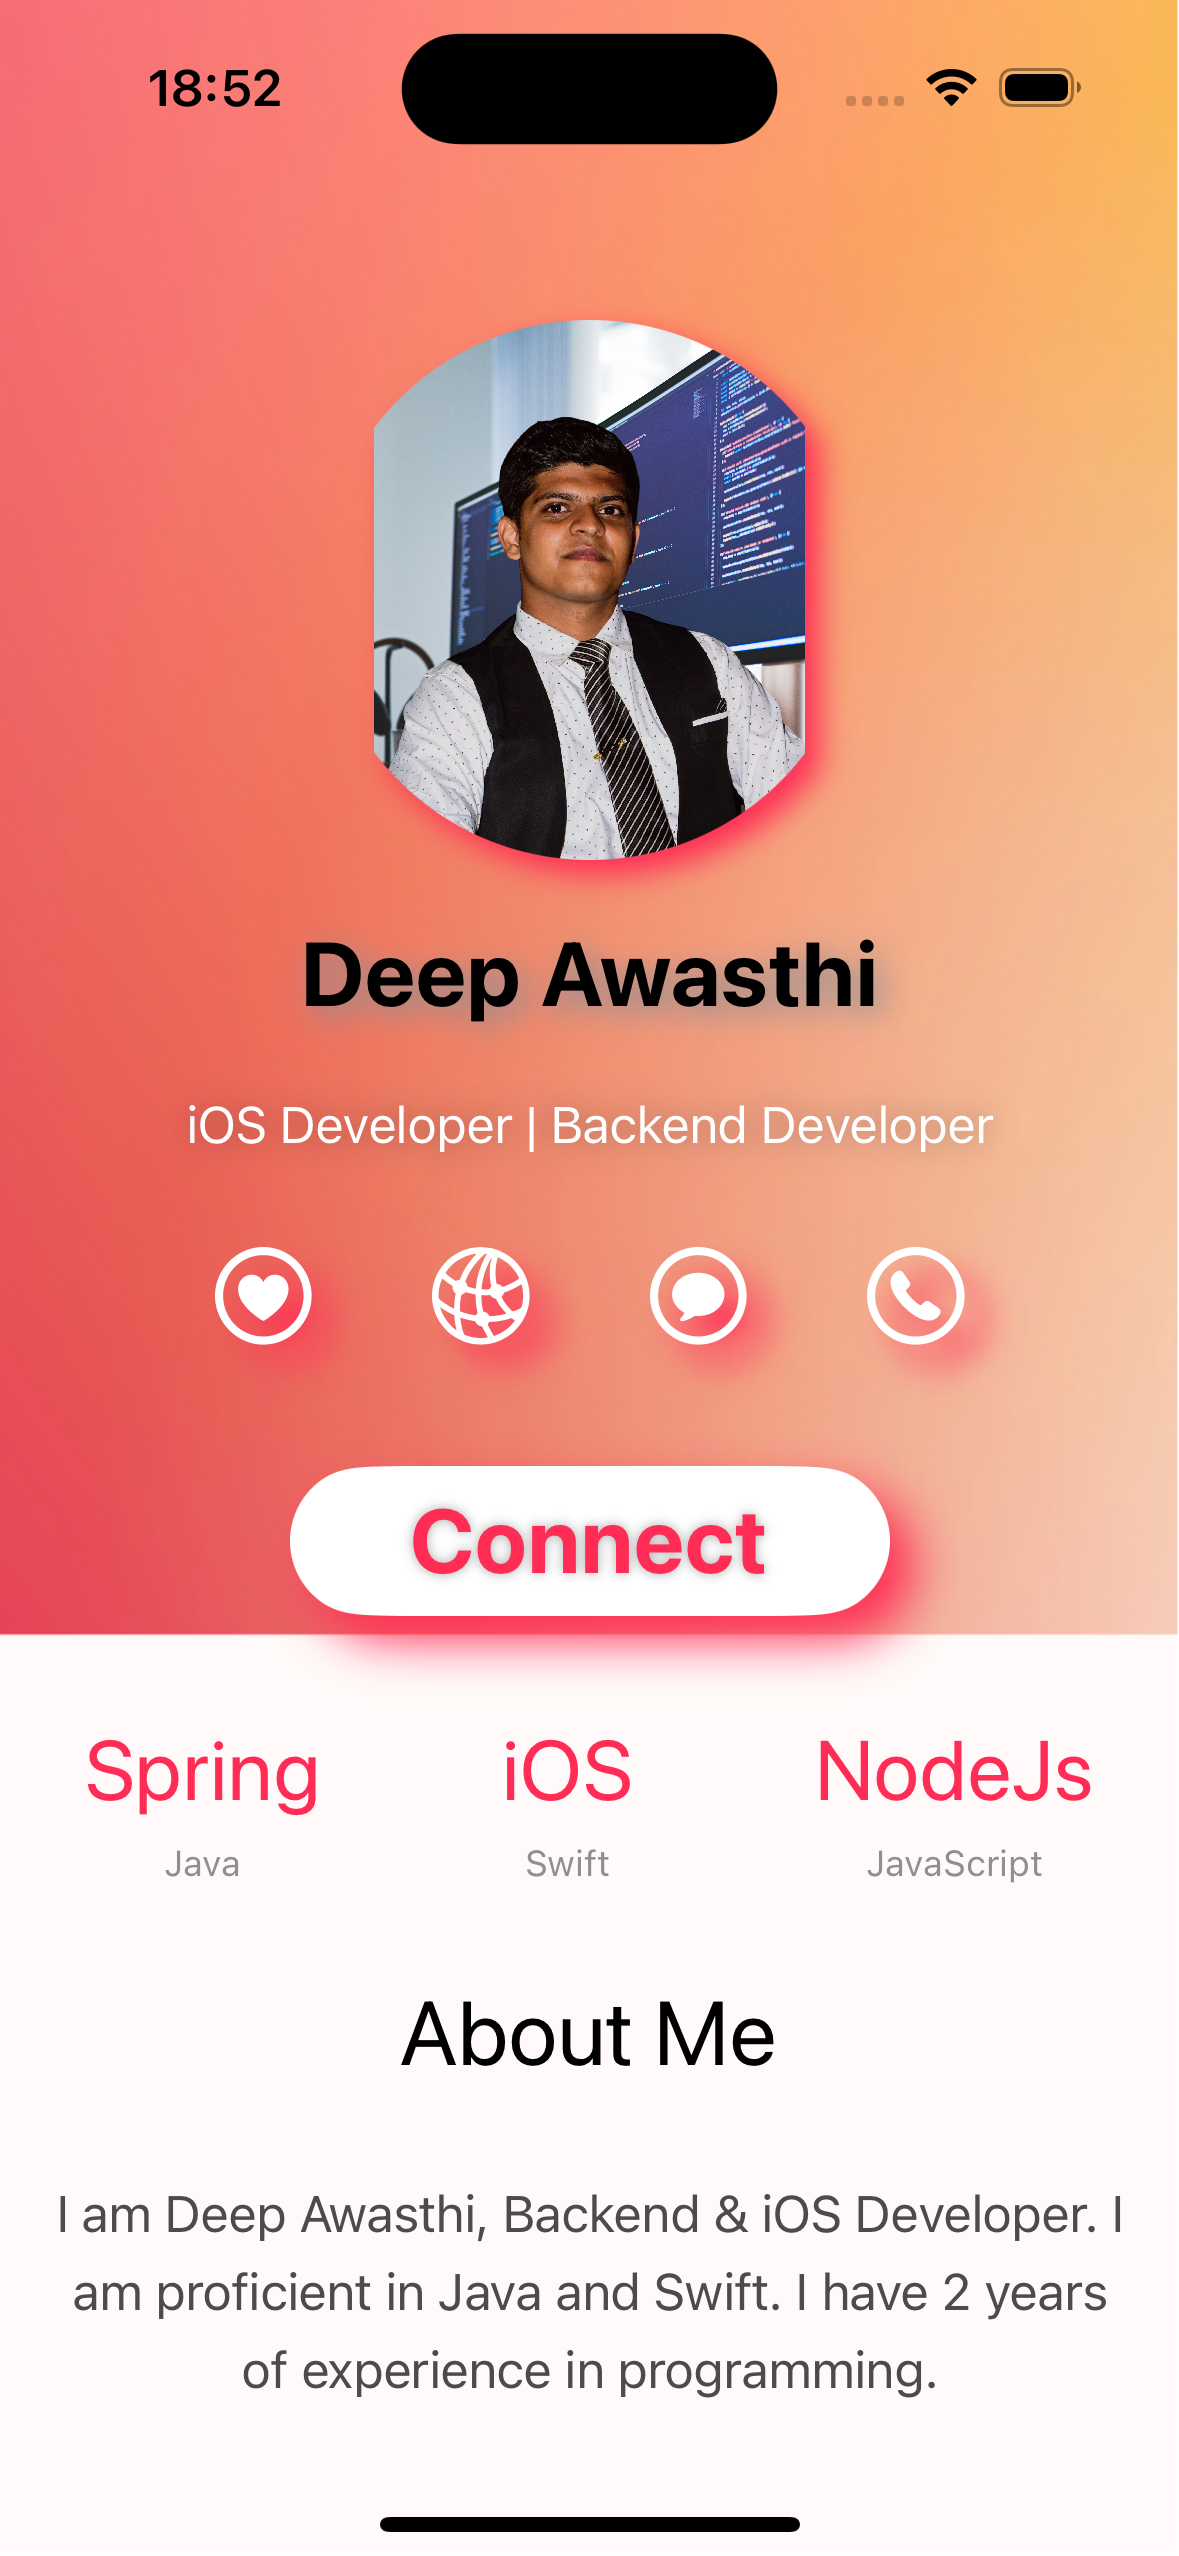 18:52
Deep Awasthi
iOS Developer | Backend Developer
Connect
Spring iOS NodeJs
Java Swift JavaScript
About Me
I am Deep Awasthi, Backend & iOS Developer. I
am proficient in Java and Swift. I have 2 years
of experience in programming.